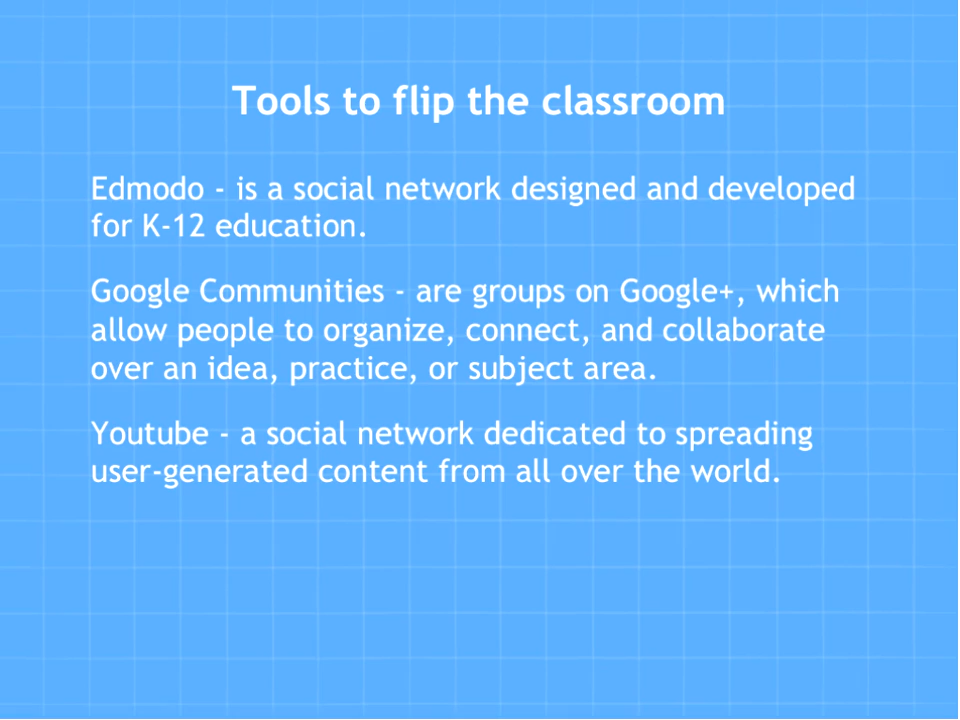 Tools to flip the classroom
Edmodo - is a social network designed and developed
for K-12 education.
Google Communities - are groups on Google+, which
allow people to organize, connect, and collaborate
over an idea, practice, or subject area.
Youtube - a social network dedicated to spreading
user-generated content from all over the world.